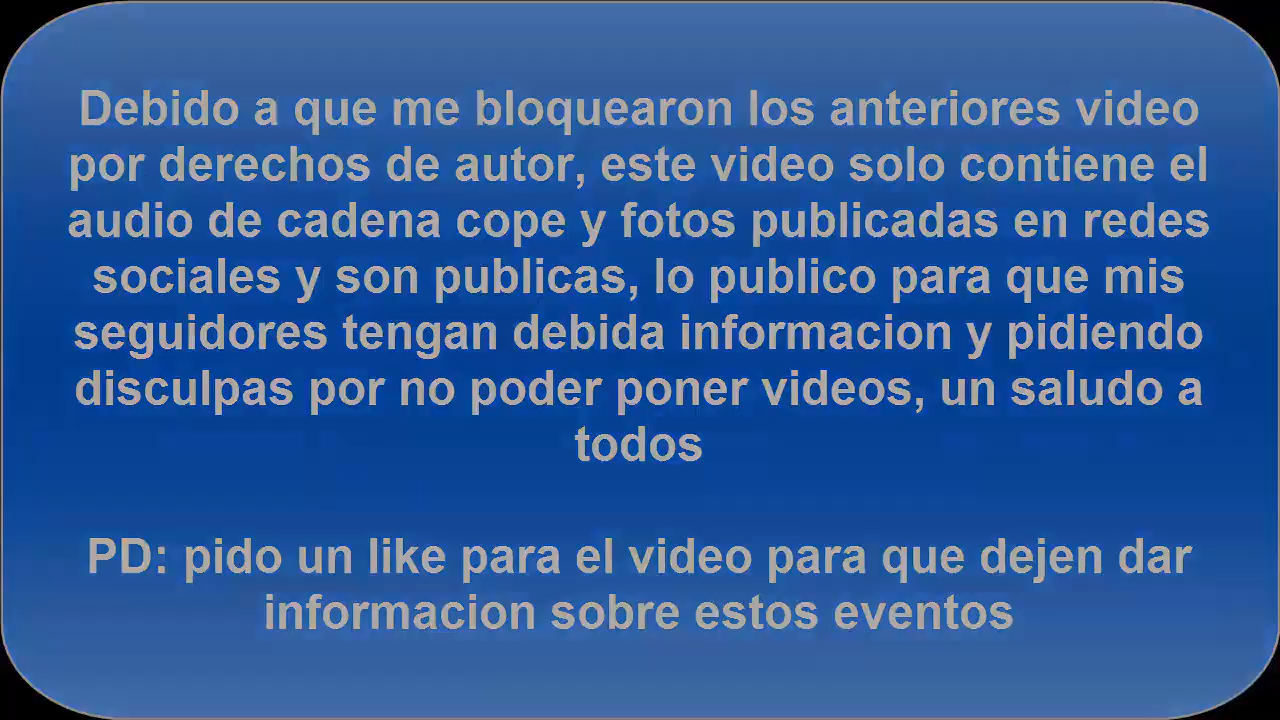 Debido a que me bloquearon los anteriores video
por derechos de autor, este video solo contiene el
audio de cadena cope y fotos publicadas en redes
sociales y son publicas, lo publico para que mis
seguidores tengan debida informacion y pidiendo
disculpas por no poder poner videos, un saludo a
todos
PD: pido un like para el video para que dejen dar
informacion sobre estos eventos